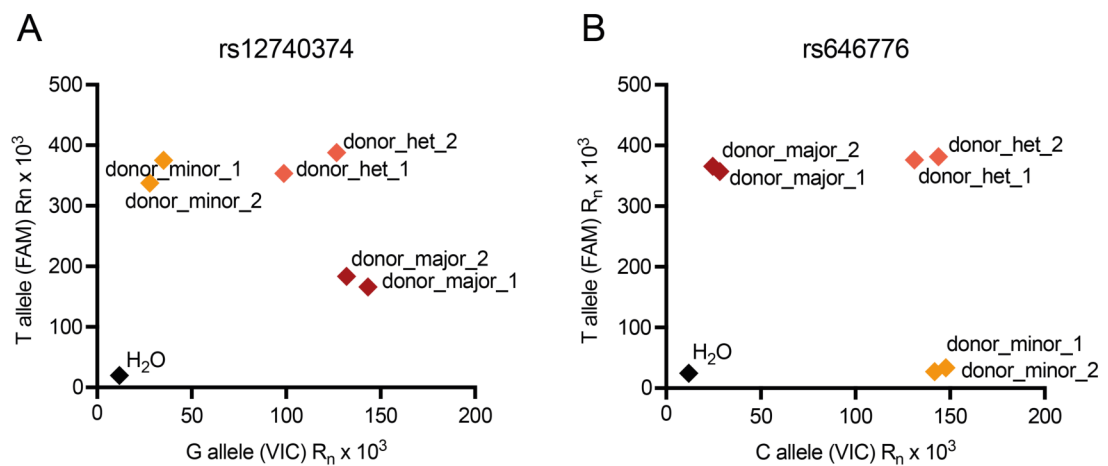 A
rs12740374
T allele (FAM) Rn x 10³
500
400
300
200
100
0
donor_het_2
donor_minor_1
donor_het_1
donor_minor_2
donor_major_2
donor_major_1
H₂O
0
50
100
150
200
G allele (VIC) Rₙ x 10³
B
rs646776
T allele (FAM) Rₙ x 10³
500
400
300
200
100
0
donor_major_2
donor_major_1
donor_het_2
donor_het_1
donor_minor_1
donor_minor_2
H₂O
0
50
100
150
200
C allele (VIC) Rₙ x 10³